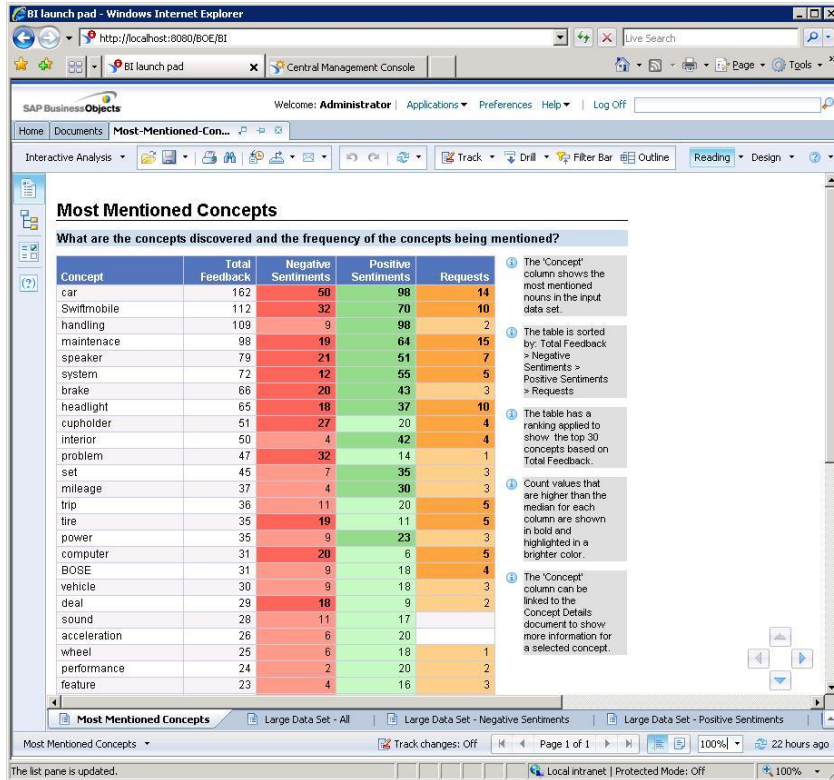 BI launch pad - Windows Internet Explorer
http://localhost:8080/BOE/BI
Live Search
BI launch pad
Central Management Console
Page
Tools
SAP BusinessObjects
Welcome: Administrator | Applications Preferences Help | Log Off
Home Documents Most-Mentioned-Con...
Interactive Analysis
Track Drill Filter Bar Outline Reading Design
Most Mentioned Concepts
What are the concepts discovered and the frequency of the concepts being mentioned?
Concept Total Feedback Negative Sentiments Positive Sentiments Requests
car 162 50 98 14
Swiftmobile 112 32 70 10
handling 109 9 98 2
maintenace 98 19 64 15
speaker 79 21 51 7
system 72 12 55 5
brake 66 20 43 3
headlight 65 18 37 10
cupholder 51 27 20 4
interior 50 4 42 4
problem 47 32 14 1
set 45 7 35 3
mileage 37 4 30 3
trip 36 11 20 5
tire 35 19 11 5
power 35 9 23 3
computer 31 20 6 5
BOSE 31 9 18 4
vehicle 30 9 18 3
deal 29 18 9 2
sound 28 11 17
acceleration 26 6 20
wheel 25 6 18 1
performance 24 2 20 2
feature 23 4 16 3
The 'Concept'
column shows the
most mentioned
nouns in the input
data set.
The table is sorted
by: Total Feedback
> Negative
Sentiments >
Positive Sentiments
> Requests
The table has a
ranking applied to
show the top 30
concepts based on
Total Feedback.
Count values that
are higher than the
median for each
column are shown
in bold and
highlighted in a
brighter color.
The 'Concept'
column can be
linked to the
Concept Details
document to show
more information for
a selected concept.
Most Mentioned Concepts Large Data Set - All Large Data Set - Negative Sentiments Large Data Set - Positive Sentiments
Most Mentioned Concepts Track changes: Off Page 1 of 1 100% 22 hours ago
The list pane is updated. Local intranet | Protected Mode: Off 100%